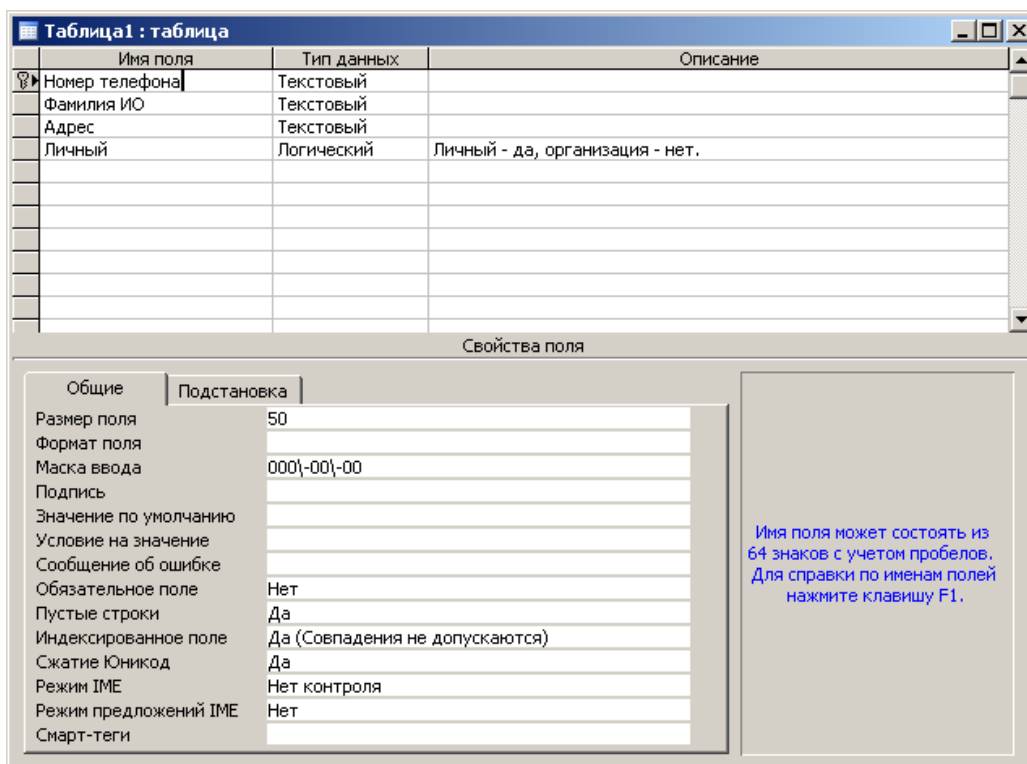 Таблица1 : таблица
Имя поля Тип данных Описание
Номер телефона Текстовый
Фамилия ИО Текстовый
Адрес Текстовый
Личный Логический Личный - да, организация - нет.
Свойства поля
Общие Подстановка
Размер поля 50
Формат поля
Маска ввода 000\-00\-00
Подпись
Значение по умолчанию
Условие на значение
Сообщение об ошибке
Обязательное поле Нет
Пустые строки Да
Индексированное поле Да (Совпадения не допускаются)
Сжатие Юникод Да
Режим IME Нет контроля
Режим предложений IME Нет
Смарт-теги
Имя поля может состоять из
64 знаков с учетом пробелов.
Для справки по именам полей
нажмите клавишу F1.